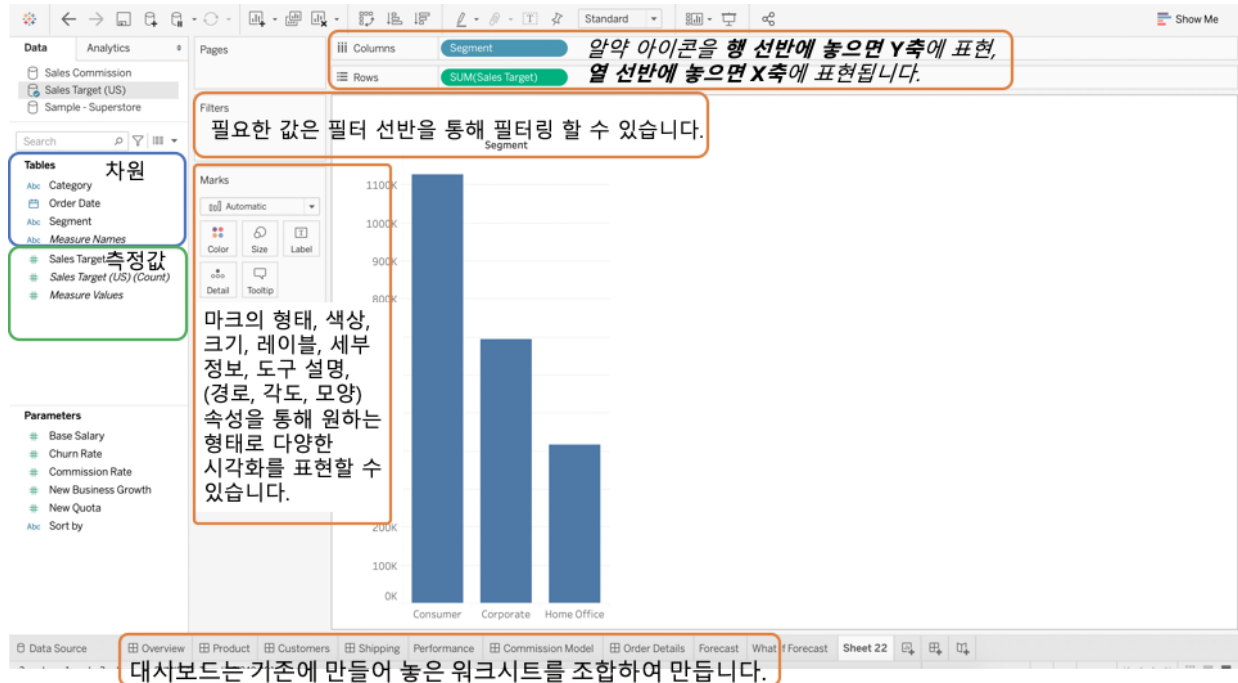 Standard
Show Me
Data
Analytics
Pages
Columns
Segment
알약 아이콘을 행 선반에 놓으면 Y축에 표현,
Rows
SUM(Sales Target)
열 선반에 놓으면 X축에 표현됩니다.
Sales Commission
Sales Target (US)
Sample - Superstore
Search
Filters
필요한 값은 필터 선반을 통해 필터링 할 수 있습니다.
Tables
차원
Abc Category
Order Date
Abc Segment
Abc Measure Names
# Sales Target
측정값
# Sales Target (US) (Count)
# Measure Values
Parameters
# Base Salary
# Churn Rate
# Commission Rate
# New Business Growth
# New Quota
Abc Sort by
Marks
Automatic
Color
Size
Label
Detail
Tooltip
마크의 형태, 색상,
크기, 레이블, 세부
정보, 도구 설명,
(경로, 각도, 모양)
속성을 통해 원하는
형태로 다양한
시각화를 표현할 수
있습니다.
Segment
1100K
1000K
900K
800K
200K
100K
0K
Consumer
Corporate
Home Office
Data Source
Overview
Product
Customers
Shipping
Performance
Commission Model
Order Details
Forecast
What If Forecast
Sheet 22
대시보드는 기존에 만들어 놓은 워크시트를 조합하여 만듭니다.